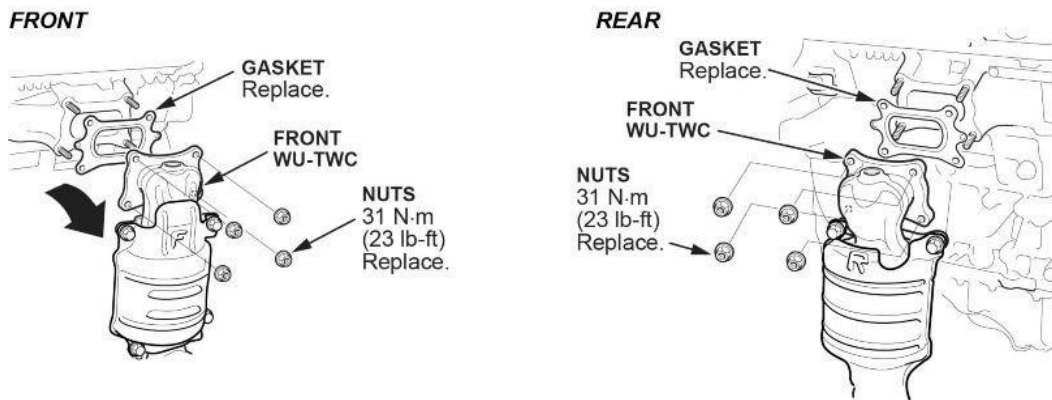 FRONT
GASKET
Replace.
FRONT
WU-TWC
NUTS
31 N·m
(23 lb-ft)
Replace.
F
REAR
GASKET
Replace.
FRONT
WU-TWC
NUTS
31 N·m
(23 lb-ft)
Replace.
R